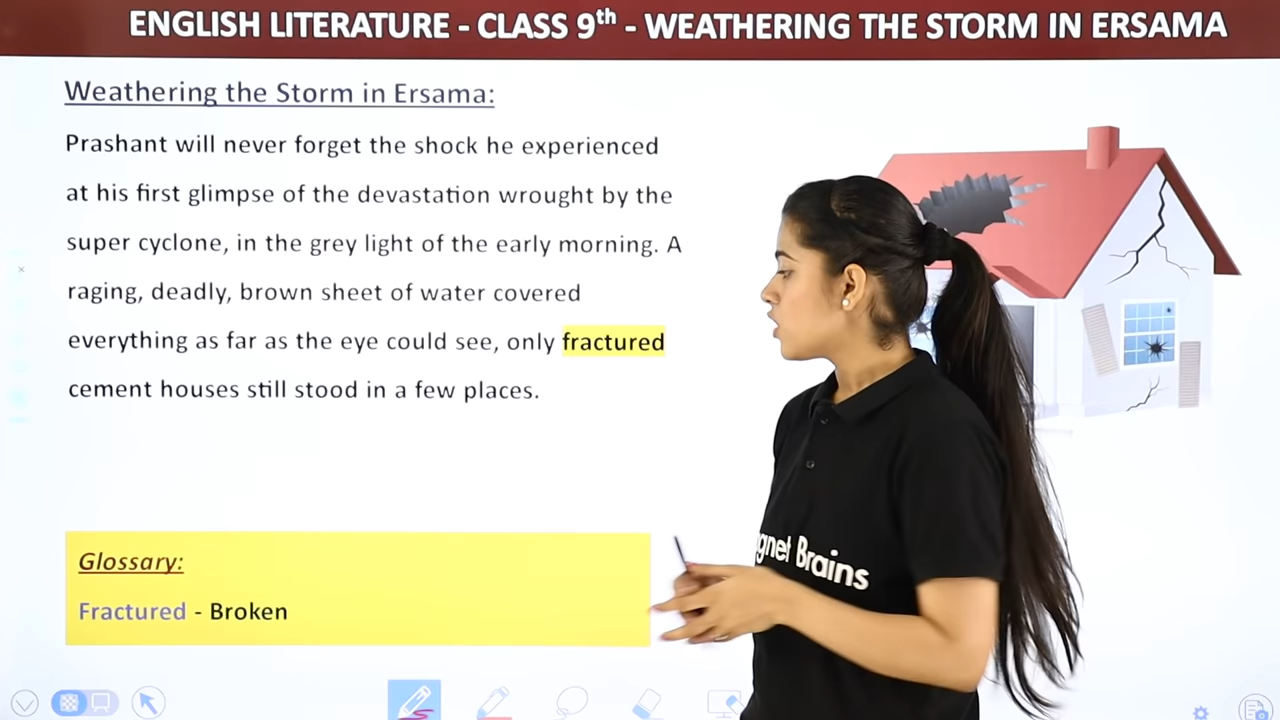 ENGLISH LITERATURE - CLASS 9th - WEATHERING THE STORM IN ERSAMA
Weathering the Storm in Ersama:
Prashant will never forget the shock he experienced
at his first glimpse of the devastation wrought by the
super cyclone, in the grey light of the early morning. A
raging, deadly, brown sheet of water covered
everything as far as the eye could see, only fractured
cement houses still stood in a few places.
Glossary:
Fractured - Broken
gnet Brains